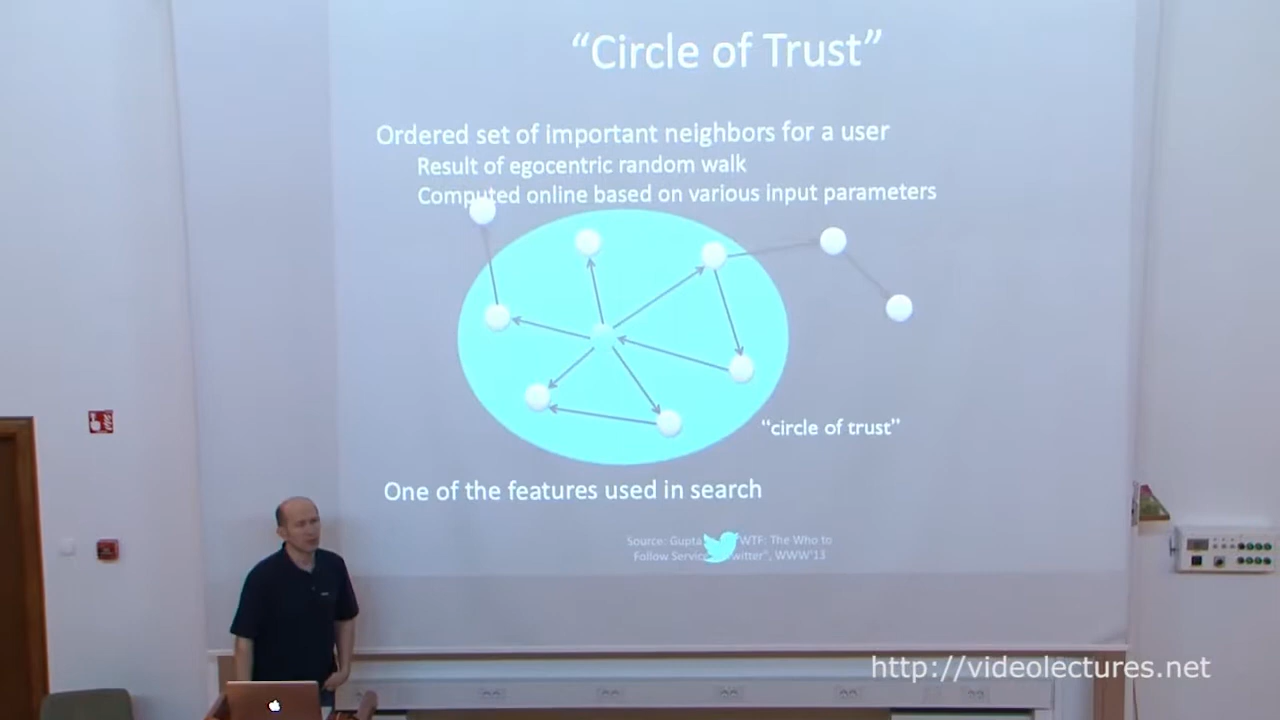 “Circle of Trust”
Ordered set of important neighbors for a user
Result of egocentric random walk
Computed online based on various input parameters
“circle of trust”
One of the features used in search
Source: Gupta WTF: The Who to
Follow Service Twitter", WWW'13
http://videolectures.net